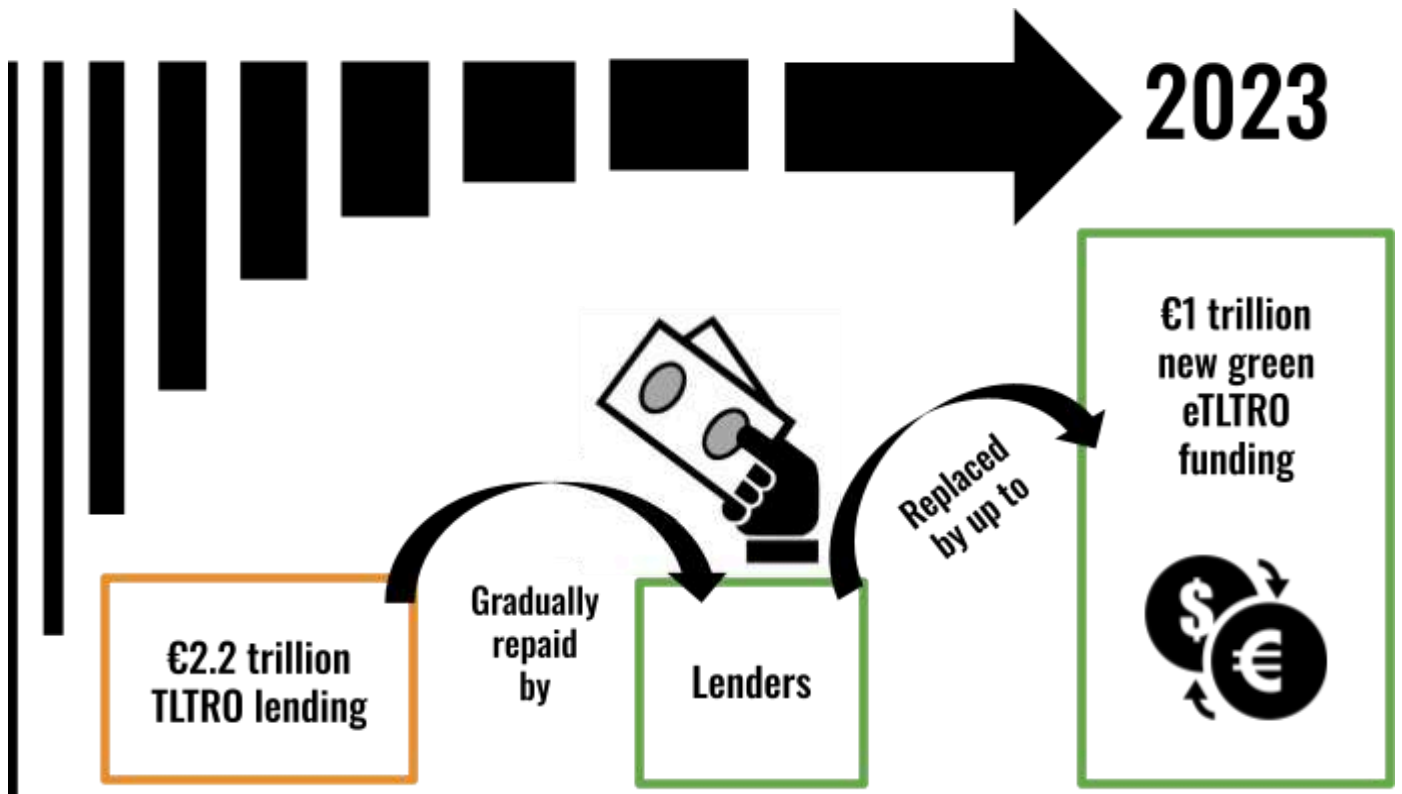 2023
€2.2 trillion
TLTRO lending
Gradually
repaid
by
Lenders
Replaced
by up to
€1 trillion
new green
eTLTRO
funding
$
€